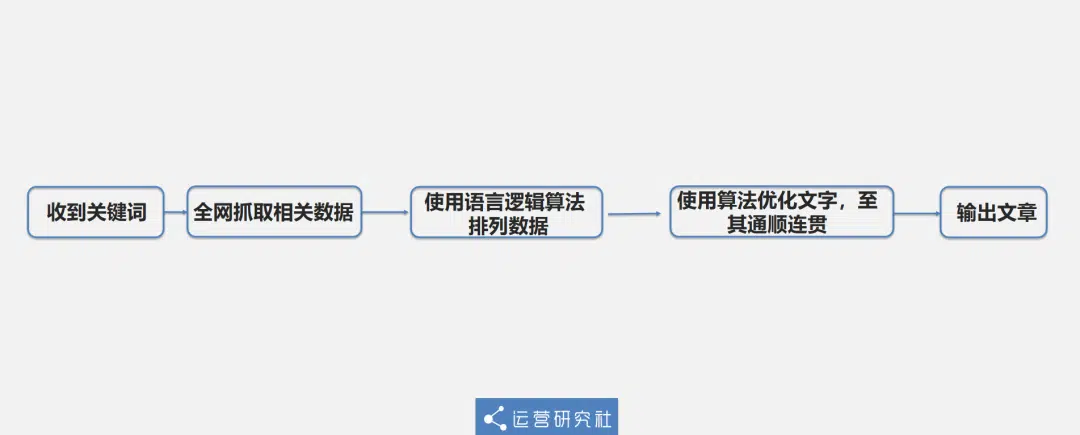 收到关键词
全网抓取相关数据
使用语言逻辑算法
排列数据
使用算法优化文字，至
其通顺连贯
输出文章
运营研究社